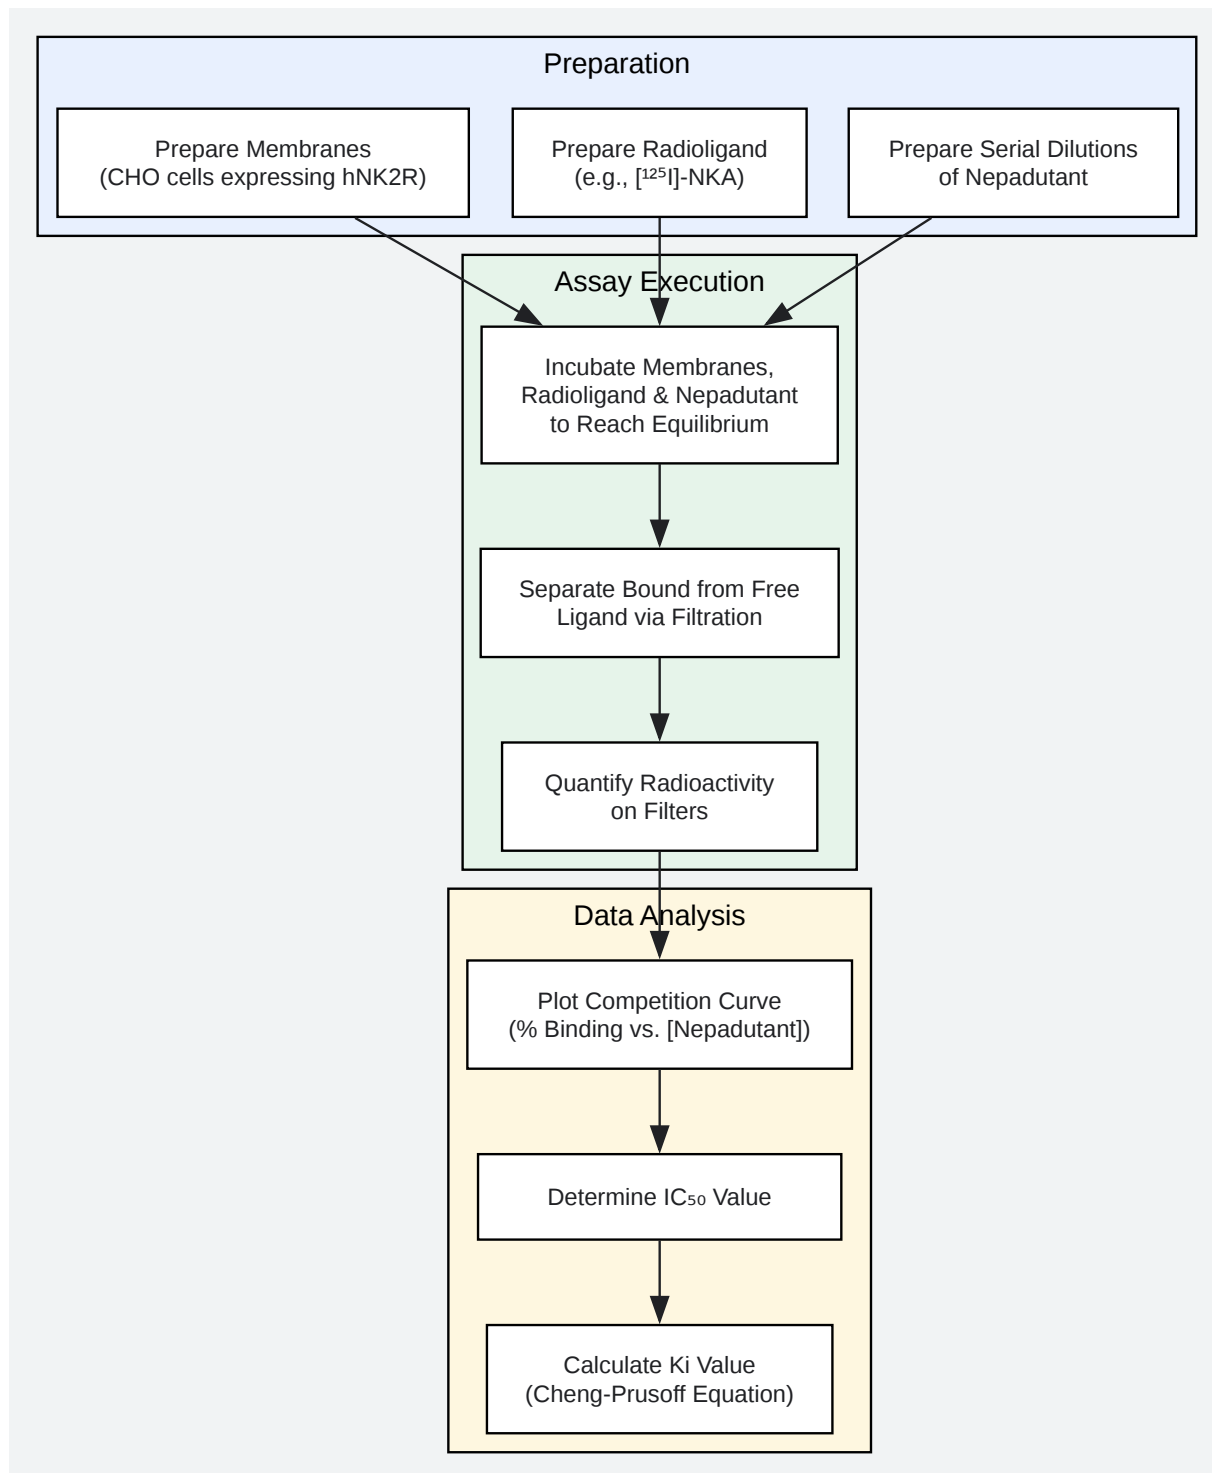 Preparation
Prepare Membranes
(CHO cells expressing hNK2R)
Prepare Radioligand
(e.g., [¹²⁵I]-NKA)
Prepare Serial Dilutions
of Nepadutant
Assay Execution
Incubate Membranes,
Radioligand & Nepadutant
to Reach Equilibrium
Separate Bound from Free
Ligand via Filtration
Quantify Radioactivity
on Filters
Data Analysis
Plot Competition Curve
(% Binding vs. [Nepadutant])
Determine IC₅₀ Value
Calculate Ki Value
(Cheng-Prusoff Equation)